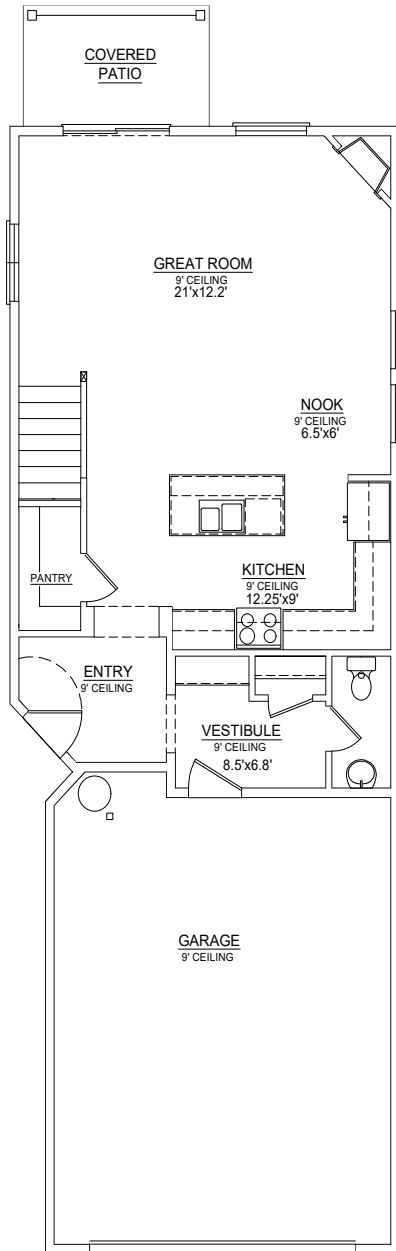 COVERED
PATIO
GREAT ROOM
9' CEILING
21'x12.2'
NOOK
9' CEILING
6.5'x6'
KITCHEN
9' CEILING
12.25'x9'
PANTRY
ENTRY
9' CEILING
VESTIBULE
9' CEILING
8.5'x6.8'
GARAGE
9' CEILING